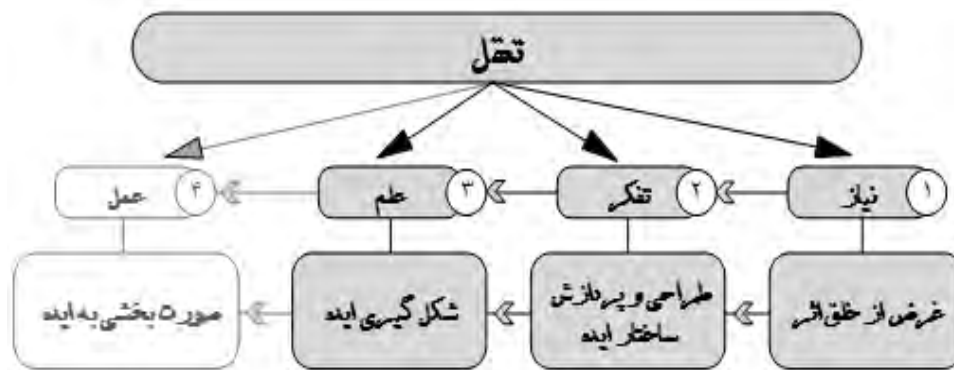 تعقل
۱
نیاز
۲
تفکر
۳
علم
۴
عمل
غرض از خلق اثر
طراحی و پردازش
ساختار ایده
شکل گیری ایده
صورت بخشی به ایده